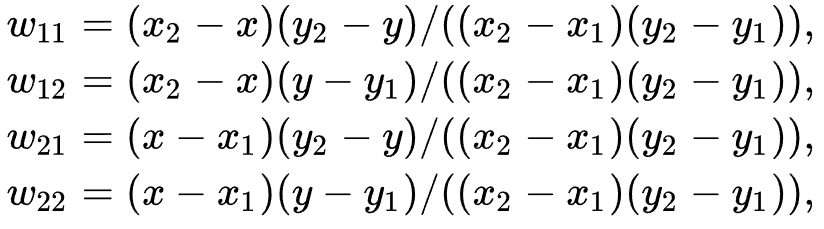 w₁₁ = (x₂ − x)(y₂ − y)/((x₂ − x₁)(y₂ − y₁)),
w₁₂ = (x₂ − x)(y − y₁)/((x₂ − x₁)(y₂ − y₁)),
w₂₁ = (x − x₁)(y₂ − y)/((x₂ − x₁)(y₂ − y₁)),
w₂₂ = (x − x₁)(y − y₁)/((x₂ − x₁)(y₂ − y₁)),